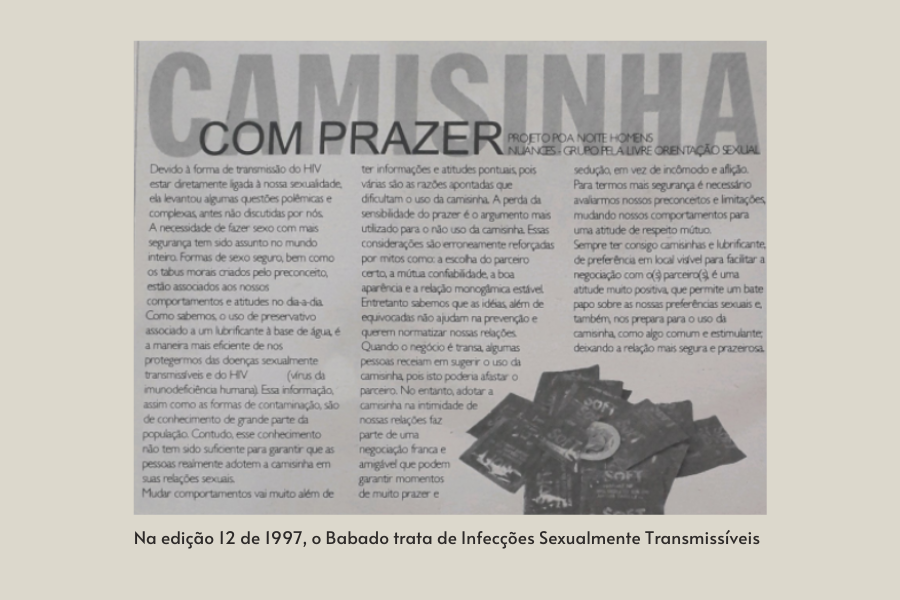 CAMISINHA
COM PRAZER
PROJETO POA NOITE HOMENS
NUANCES - GRUPO PELA LIVRE ORIENTAÇÃO SEXUAL
Devido à forma de transmissão do HIV
estar diretamente ligada à nossa sexualidade,
ela levantou algumas questões polêmicas e
complexas, antes não discutidas por nós.
A necessidade de fazer sexo com mais
segurança tem sido assunto no mundo
inteiro. Formas de sexo seguro, bem como
os tabus morais criados pelo preconceito,
estão associados aos nossos
comportamentos e atitudes no dia-a-dia.
Como sabemos, o uso de preservativo
associado a um lubrificante à base de água, é
a maneira mais eficiente de nos
protegermos das doenças sexualmente
transmissíveis e do HIV (vírus da
imunodeficiência humana). Essa informação,
assim como as formas de contaminação, são
de conhecimento de grande parte da
população. Contudo, esse conhecimento
não tem sido suficiente para garantir que as
pessoas realmente adotem a camisinha em
suas relações sexuais.
Mudar comportamentos vai muito além de
ter informações e atitudes pontuais, pois
várias são as razões apontadas que
dificultam o uso da camisinha. A perda da
sensibilidade do prazer é o argumento mais
utilizado para o não uso da camisinha. Essas
considerações são erroneamente reforçadas
por mitos como: a escolha do parceiro
certo, a mútua confiabilidade, a boa
aparência e a relação monogâmica estável.
Entretanto sabemos que as idéias, além de
equivocadas não ajudam na prevenção e
querem normatizar nossas relações.
Quando o negócio é transa, algumas
pessoas receiam em sugerir o uso da
camisinha, pois isto poderia afastar o
parceiro. No entanto, adotar a
camisinha na intimidade de
nossas relações faz
parte de uma
negociação franca e
amigável que podem
garantir momentos
de muito prazer e
sedução, em vez de incômodo e aflição.
Para termos mais segurança é necessário
avaliarmos nossos preconceitos e limitações,
mudando nossos comportamentos para
uma atitude de respeito mútuo.
Sempre ter consigo camisinhas e lubrificante,
de preferência em local visível para facilitar a
negociação com o(s) parceiro(s), é uma
atitude muito positiva, que permite um bate
papo sobre as nossas preferências sexuais e,
também, nos prepara para o uso da
camisinha, como algo comum e estimulante;
deixando a relação mais segura e prazeirosa.
SOFT
SOFT
SOFT
Na edição 12 de 1997, o Babado trata de Infecções Sexualmente Transmissíveis